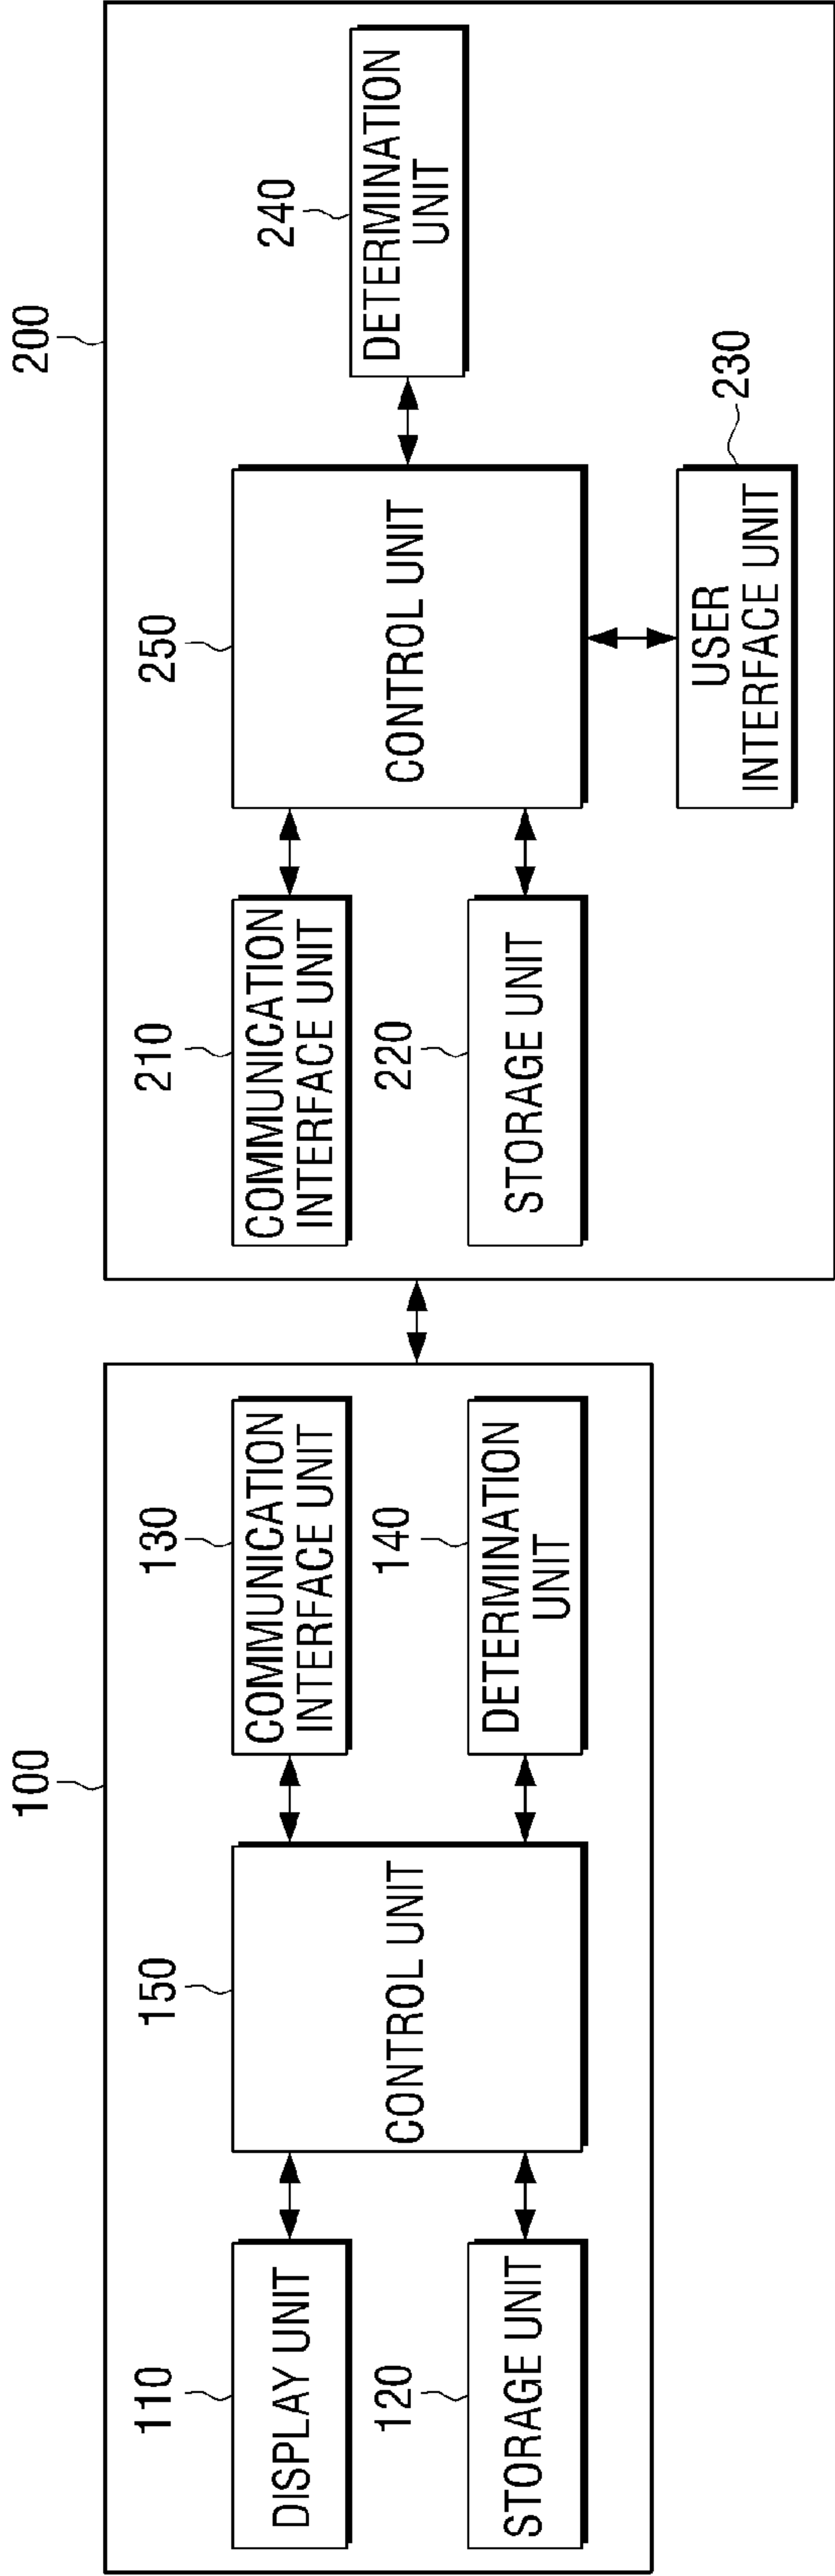 100
110
DISPLAY UNIT
120
STORAGE UNIT
150
CONTROL UNIT
130
COMMUNICATION
INTERFACE UNIT
140
DETERMINATION
UNIT
200
210
COMMUNICATION
INTERFACE UNIT
220
STORAGE UNIT
250
CONTROL UNIT
240
DETERMINATION
UNIT
USER
INTERFACE UNIT
230